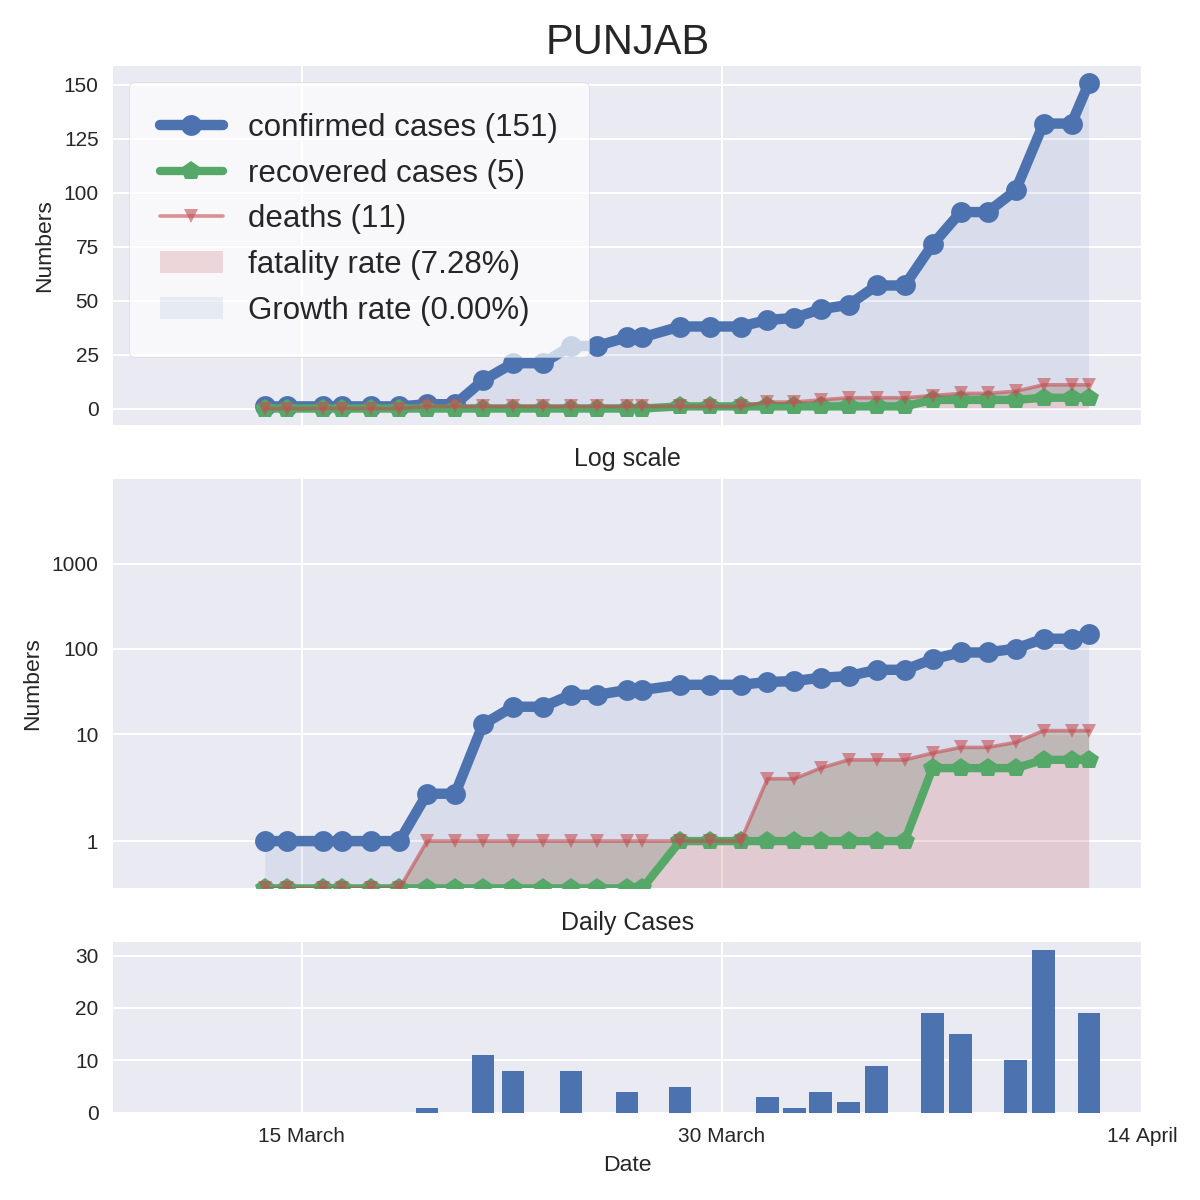 PUNJAB
150
125
100
75
50
25
0
Numbers
confirmed cases (151)
recovered cases (5)
deaths (11)
fatality rate (7.28%)
Growth rate (0.00%)
Log scale
1000
100
10
1
Numbers
Daily Cases
30
20
10
0
15 March
30 March
14 April
Date